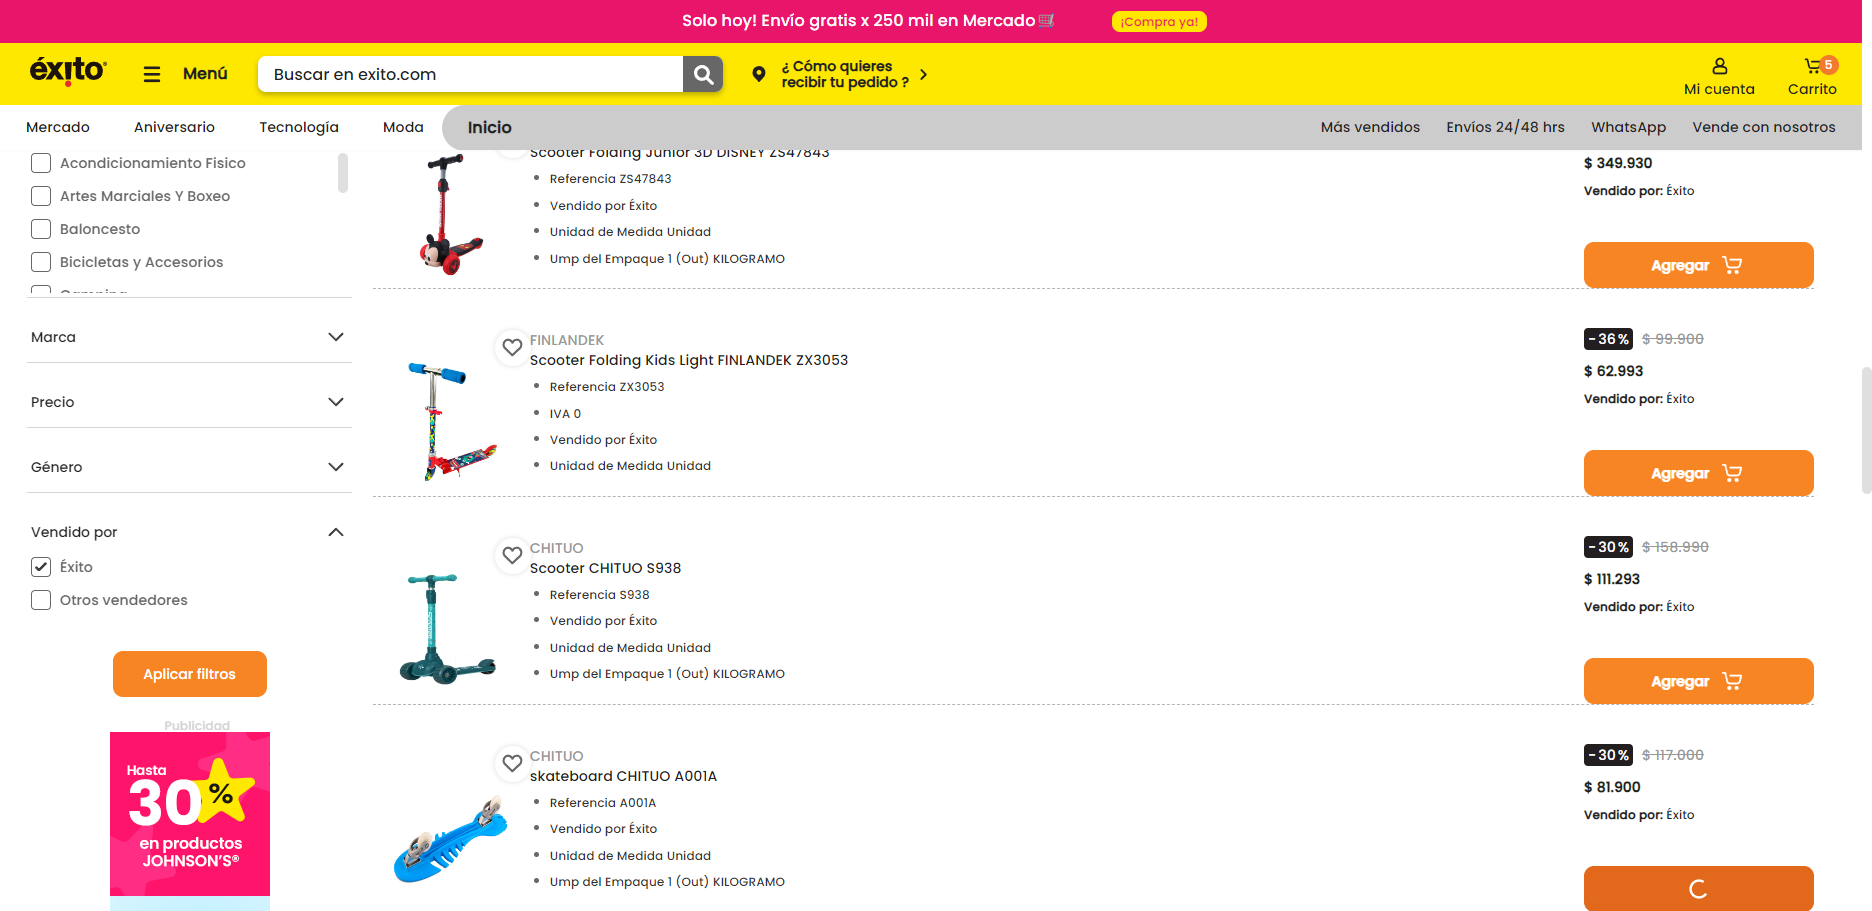 Solo hoy! Envío gratis x 250 mil en Mercado
¡Compra ya!
éxito
Menú
Buscar en exito.com
¿ Cómo quieres
recibir tu pedido ?
Mi cuenta
5
Carrito
Mercado
Aniversario
Tecnología
Moda
Inicio
Más vendidos
Envíos 24/48 hrs
WhatsApp
Vende con nosotros
Acondicionamiento Fisico
Artes Marciales Y Boxeo
Baloncesto
Bicicletas y Accesorios
Camping
Marca
Precio
Género
Vendido por
Éxito
Otros vendedores
Aplicar filtros
Publicidad
Hasta
30 %
en productos
JOHNSON'S®
Scooter Folding Junior 3D DISNEY ZS47843
Referencia ZS47843
Vendido por Éxito
Unidad de Medida Unidad
Ump del Empaque 1 (Out) KILOGRAMO
$ 349.930
Vendido por: Éxito
Agregar
FINLANDEK
Scooter Folding Kids Light FINLANDEK ZX3053
Referencia ZX3053
IVA 0
Vendido por Éxito
Unidad de Medida Unidad
-36% $ 99.900
$ 62.993
Vendido por: Éxito
Agregar
CHITUO
Scooter CHITUO S938
Referencia S938
Vendido por Éxito
Unidad de Medida Unidad
Ump del Empaque 1 (Out) KILOGRAMO
-30% $ 158.990
$ 111.293
Vendido por: Éxito
Agregar
CHITUO
skateboard CHITUO A001A
Referencia A001A
Vendido por Éxito
Unidad de Medida Unidad
Ump del Empaque 1 (Out) KILOGRAMO
-30% $ 117.000
$ 81.900
Vendido por: Éxito